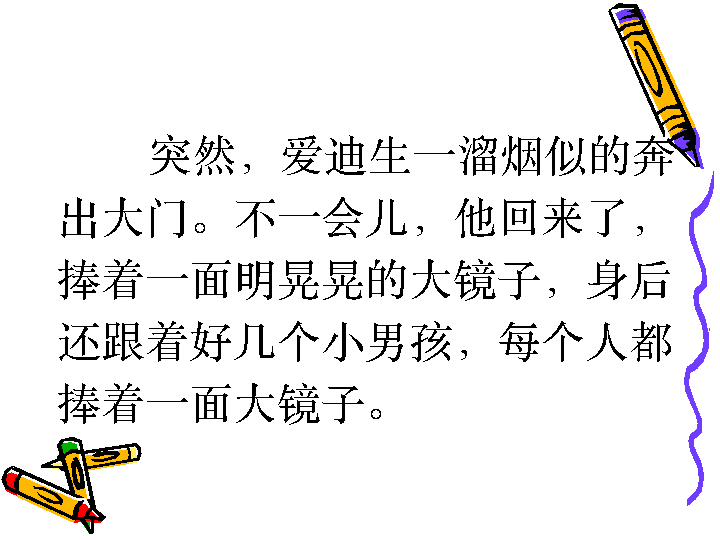 突然，爱迪生一溜烟似的奔
出大门。不一会儿，他回来了，
捧着一面明晃晃的大镜子，身后
还跟着好几个小男孩，每个人都
捧着一面大镜子。